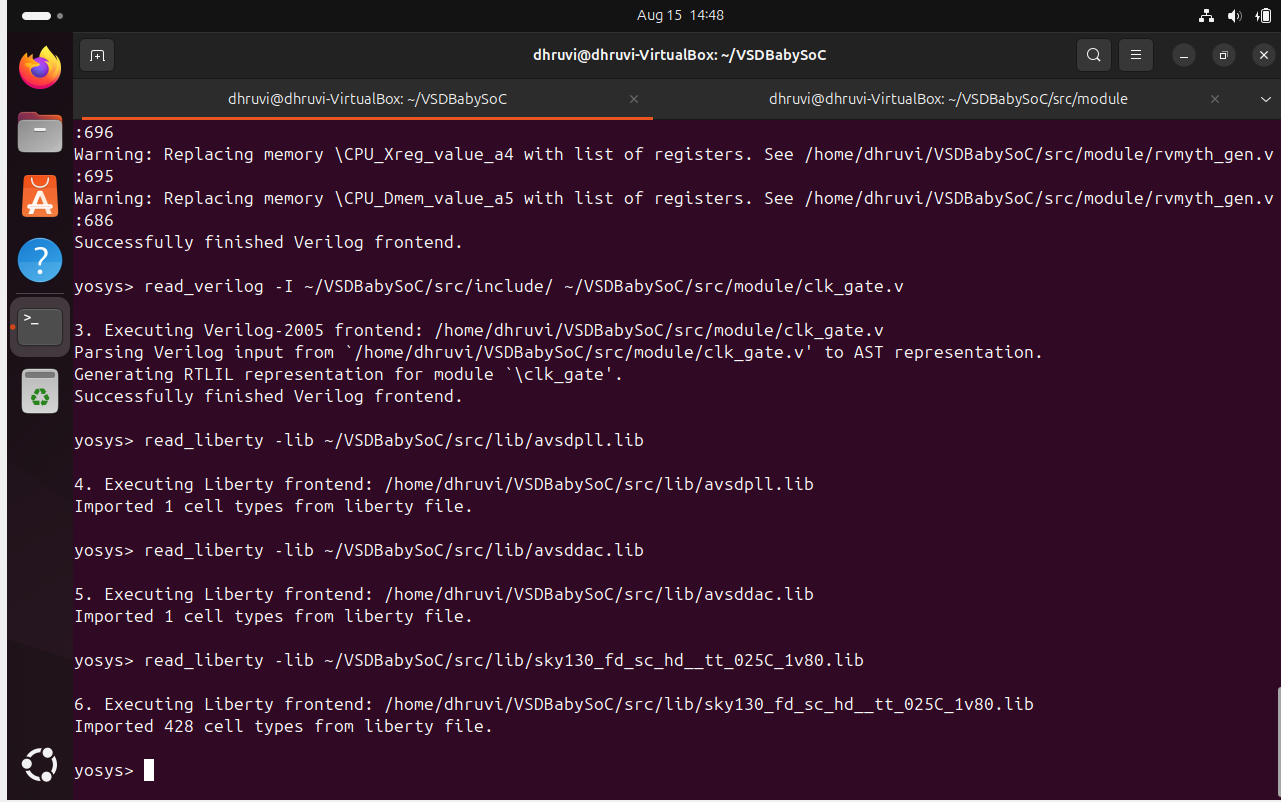 Aug 15 14:48
dhruvi@dhruvi-VirtualBox: ~/VSDBabySoC
dhruvi@dhruvi-VirtualBox: ~/VSDBabySoC
dhruvi@dhruvi-VirtualBox: ~/VSDBabySoC/src/module
:696
Warning: Replacing memory \CPU_Xreg_value_a4 with list of registers. See /home/dhruvi/VSDBabySoC/src/module/rvmyth_gen.v
:695
Warning: Replacing memory \CPU_Dmem_value_a5 with list of registers. See /home/dhruvi/VSDBabySoC/src/module/rvmyth_gen.v
:686
Successfully finished Verilog frontend.
yosys> read_verilog -I ~/VSDBabySoC/src/include/ ~/VSDBabySoC/src/module/clk_gate.v
3. Executing Verilog-2005 frontend: /home/dhruvi/VSDBabySoC/src/module/clk_gate.v
Parsing Verilog input from `/home/dhruvi/VSDBabySoC/src/module/clk_gate.v' to AST representation.
Generating RTLIL representation for module `\clk_gate'.
Successfully finished Verilog frontend.
yosys> read_liberty -lib ~/VSDBabySoC/src/lib/avsdpll.lib
4. Executing Liberty frontend: /home/dhruvi/VSDBabySoC/src/lib/avsdpll.lib
Imported 1 cell types from liberty file.
yosys> read_liberty -lib ~/VSDBabySoC/src/lib/avsddac.lib
5. Executing Liberty frontend: /home/dhruvi/VSDBabySoC/src/lib/avsddac.lib
Imported 1 cell types from liberty file.
yosys> read_liberty -lib ~/VSDBabySoC/src/lib/sky130_fd_sc_hd__tt_025C_1v80.lib
6. Executing Liberty frontend: /home/dhruvi/VSDBabySoC/src/lib/sky130_fd_sc_hd__tt_025C_1v80.lib
Imported 428 cell types from liberty file.
yosys>